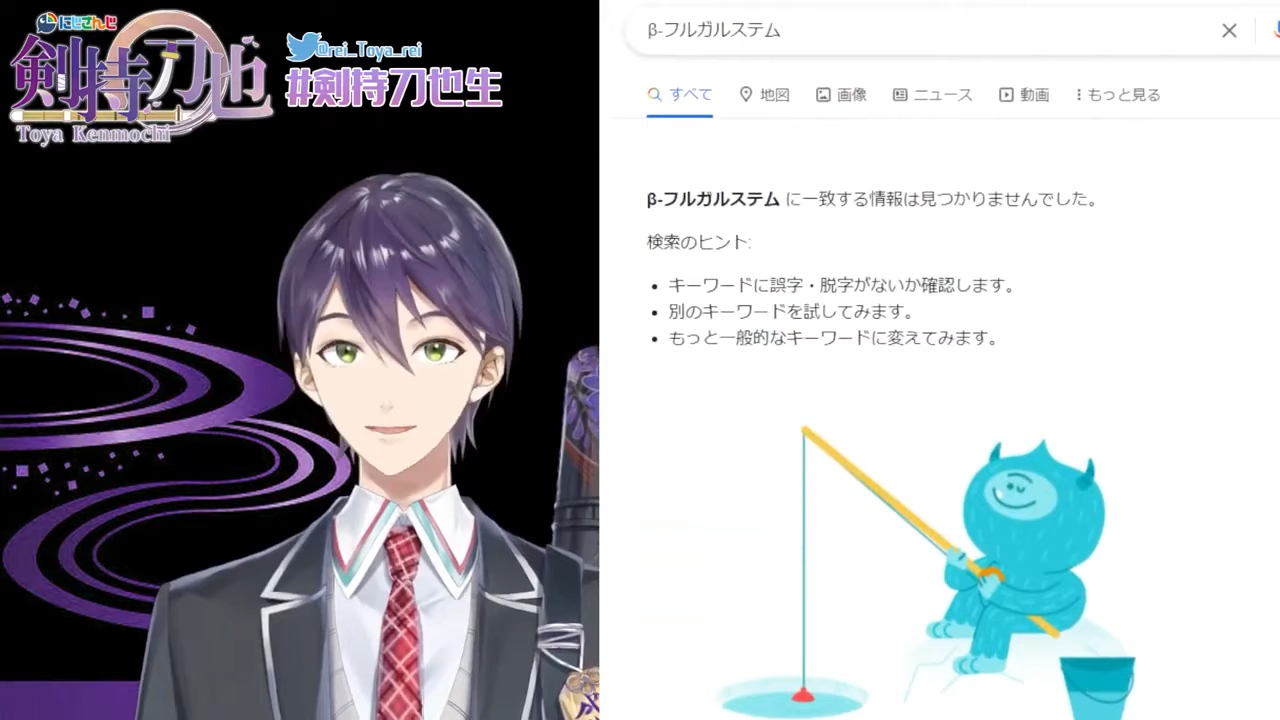 にじさんじ
剣持刀也
Toya Kenmochi
@rei_Toya_rei
#剣持刀也生
β-フルガルステム
すべて
地図
画像
ニュース
動画
もっと見る
β-フルガルステム に一致する情報は見つかりませんでした。
検索のヒント:
キーワードに誤字・脱字がないか確認します。
別のキーワードを試してみます。
もっと一般的なキーワードに変えてみます。